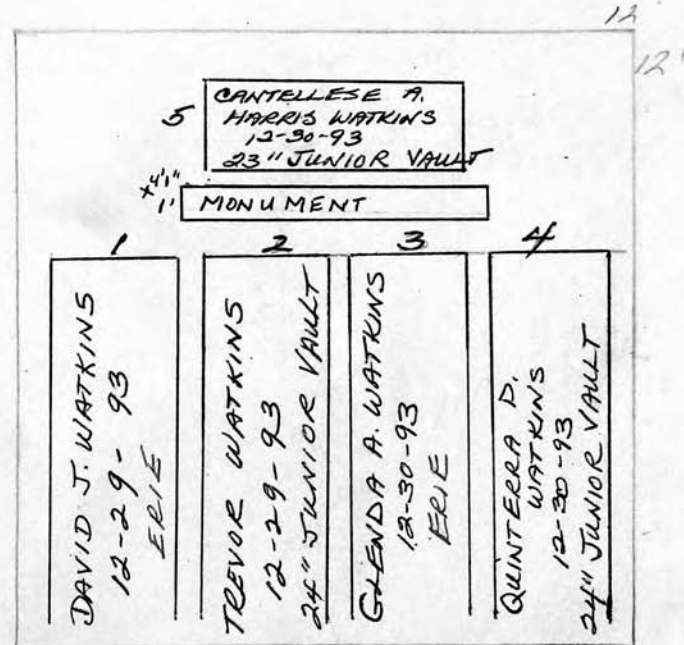 12
12'
5
CANTELLESE A.
HARRIS WATKINS
12-30-93
23" JUNIOR VAULT
x4'1"
1'
MONUMENT
1
2
3
4
DAVID J. WATKINS
12-29-93
ERIE
TREVOR WATKINS
12-29-93
24" JUNIOR VAULT
GLENDA A. WATKINS
12-30-93
ERIE
QUINTERRA D.
WATKINS
12-30-93
24" JUNIOR VAULT